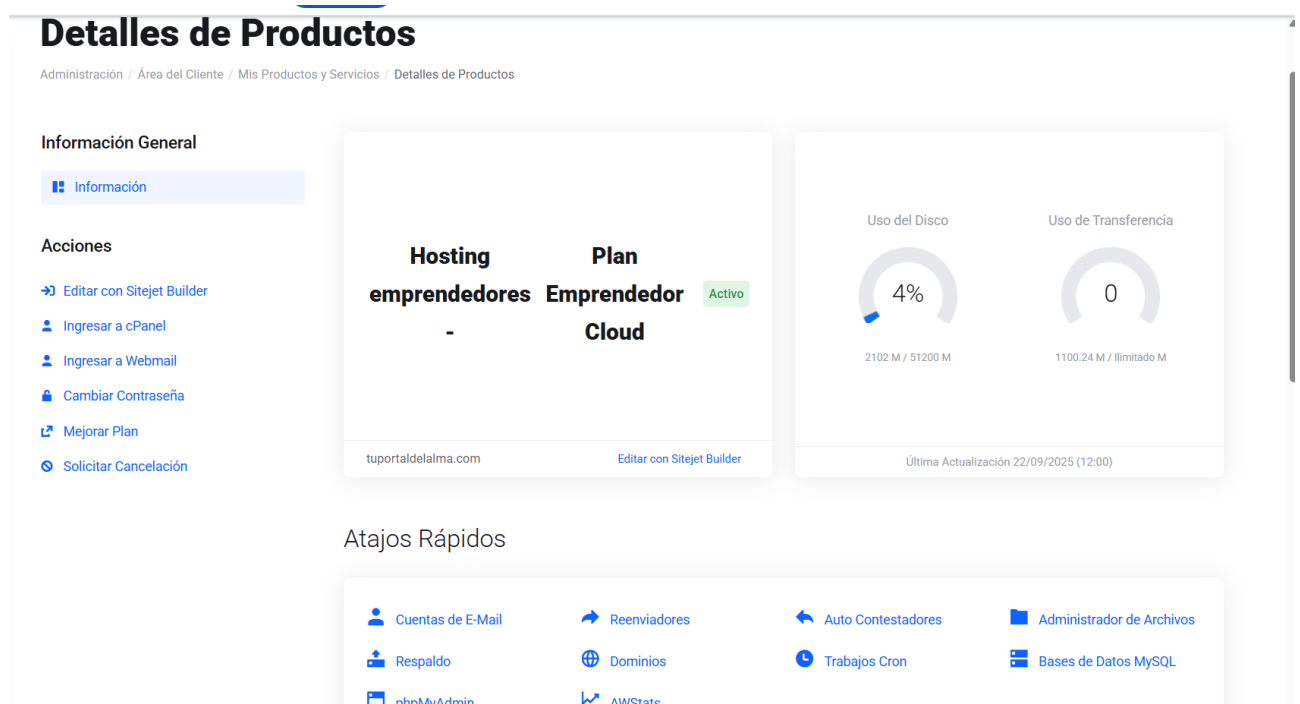 Detalles de Productos
Administración / Área del Cliente / Mis Productos y Servicios / Detalles de Productos
Información General
Información
Acciones
Editar con Sitejet Builder
Ingresar a cPanel
Ingresar a Webmail
Cambiar Contraseña
Mejorar Plan
Solicitar Cancelación
Hosting
emprendedores
-
Plan
Emprendedor
Cloud
Activo
tuportaldelalma.com
Editar con Sitejet Builder
Uso del Disco
4%
2102 M / 51200 M
Uso de Transferencia
0
1100.24 M / Ilimitado M
Última Actualización 22/09/2025 (12:00)
Atajos Rápidos
Cuentas de E-Mail
Reenviadores
Auto Contestadores
Administrador de Archivos
Respaldo
Dominios
Trabajos Cron
Bases de Datos MySQL
phpMyAdmin
AWStats